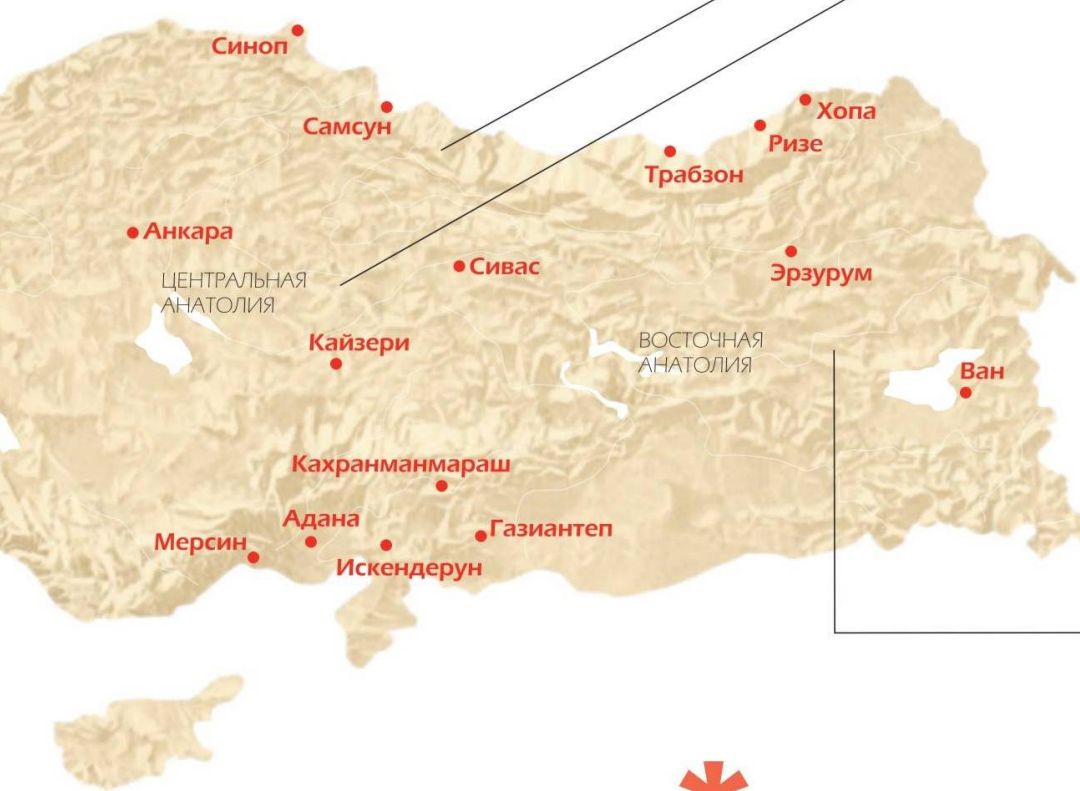 Синоп
Самсун
Хопа
Ризе
Трабзон
Анкара
Сивас
Эрзурум
ЦЕНТРАЛЬНАЯ
АНАТОЛИЯ
Кайзери
ВОСТОЧНАЯ
АНАТОЛИЯ
Ван
Кахранманмараш
Адана
Газиантеп
Мерсин
Искендерун